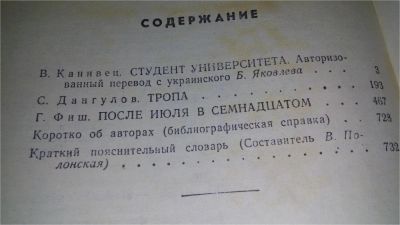 СОДЕРЖАНИЕ
В. Канивец. СТУДЕНТ УНИВЕРСИТЕТА. Авторизо-
ванный перевод с украинского Б. Яковлева . . . 3
С. Дангулов. ТРОПА . . . . . . . . . . 193
Г. Фиш. ПОСЛЕ ИЮЛЯ В СЕМНАДЦАТОМ . . . . 467
Коротко об авторах (библиографическая справка) . . 728
Краткий пояснительный словарь (Составитель В. По-
лонская) . . . . . . . . . . . . 732